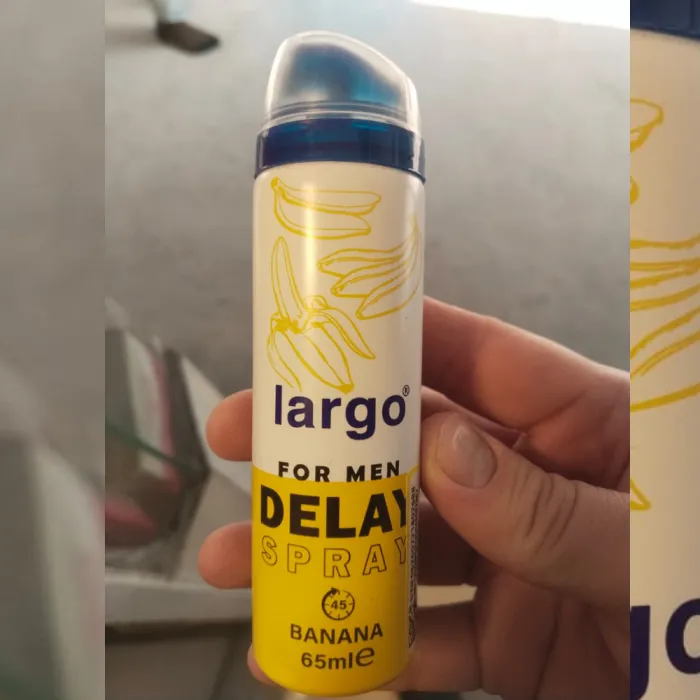 largo®
FOR MEN
DELAY
SPRAY
45
BANANA
65ml℮